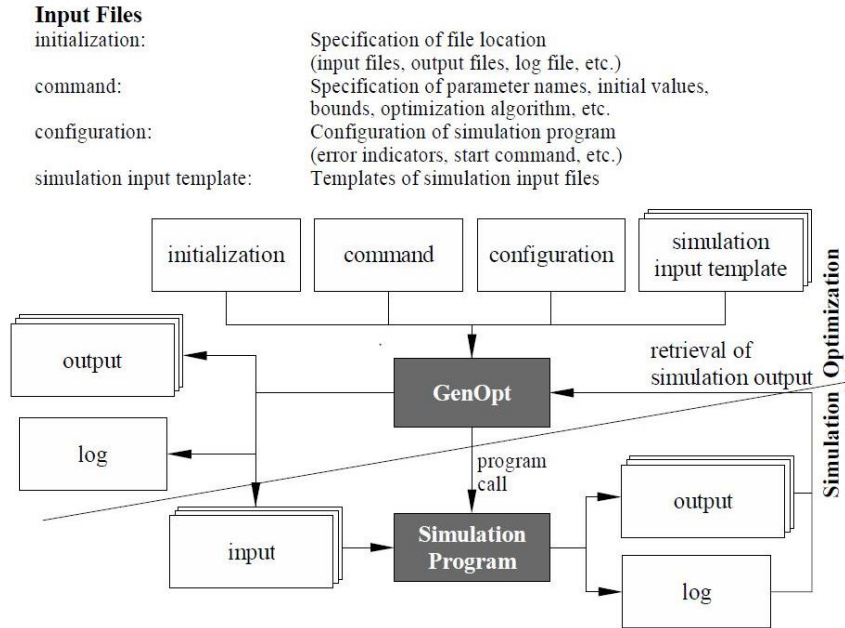 Input Files
initialization: Specification of file location
(input files, output files, log file, etc.)
command: Specification of parameter names, initial values,
bounds, optimization algorithm, etc.
configuration: Configuration of simulation program
(error indicators, start command, etc.)
simulation input template: Templates of simulation input files
initialization
command
configuration
simulation
input template
output
GenOpt
retrieval of
simulation output
Optimization
log
program
call
Simulation
output
input
Simulation
Program
log